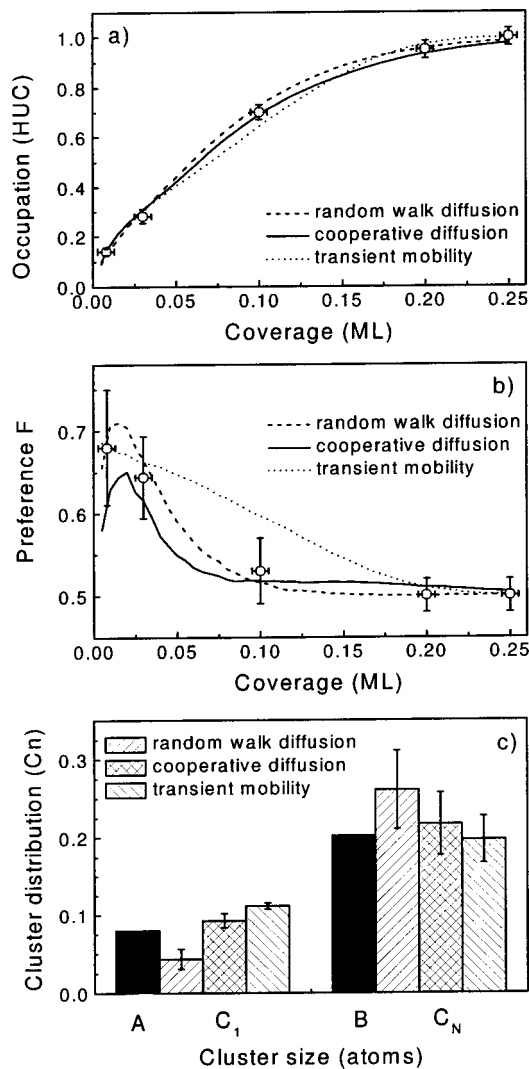 a)
Occupation (HUC)
1.0
0.8
0.6
0.4
0.2
0.0
random walk diffusion
cooperative diffusion
transient mobility
0.00 0.05 0.10 0.15 0.20 0.25
Coverage (ML)
b)
Preference F
0.7
0.6
0.5
random walk diffusion
cooperative diffusion
transient mobility
0.00 0.05 0.10 0.15 0.20 0.25
Coverage (ML)
c)
Cluster distribution (Cn)
0.3
0.2
0.1
0.0
random walk diffusion
cooperative diffusion
transient mobility
A C₁ B C_N
Cluster size (atoms)